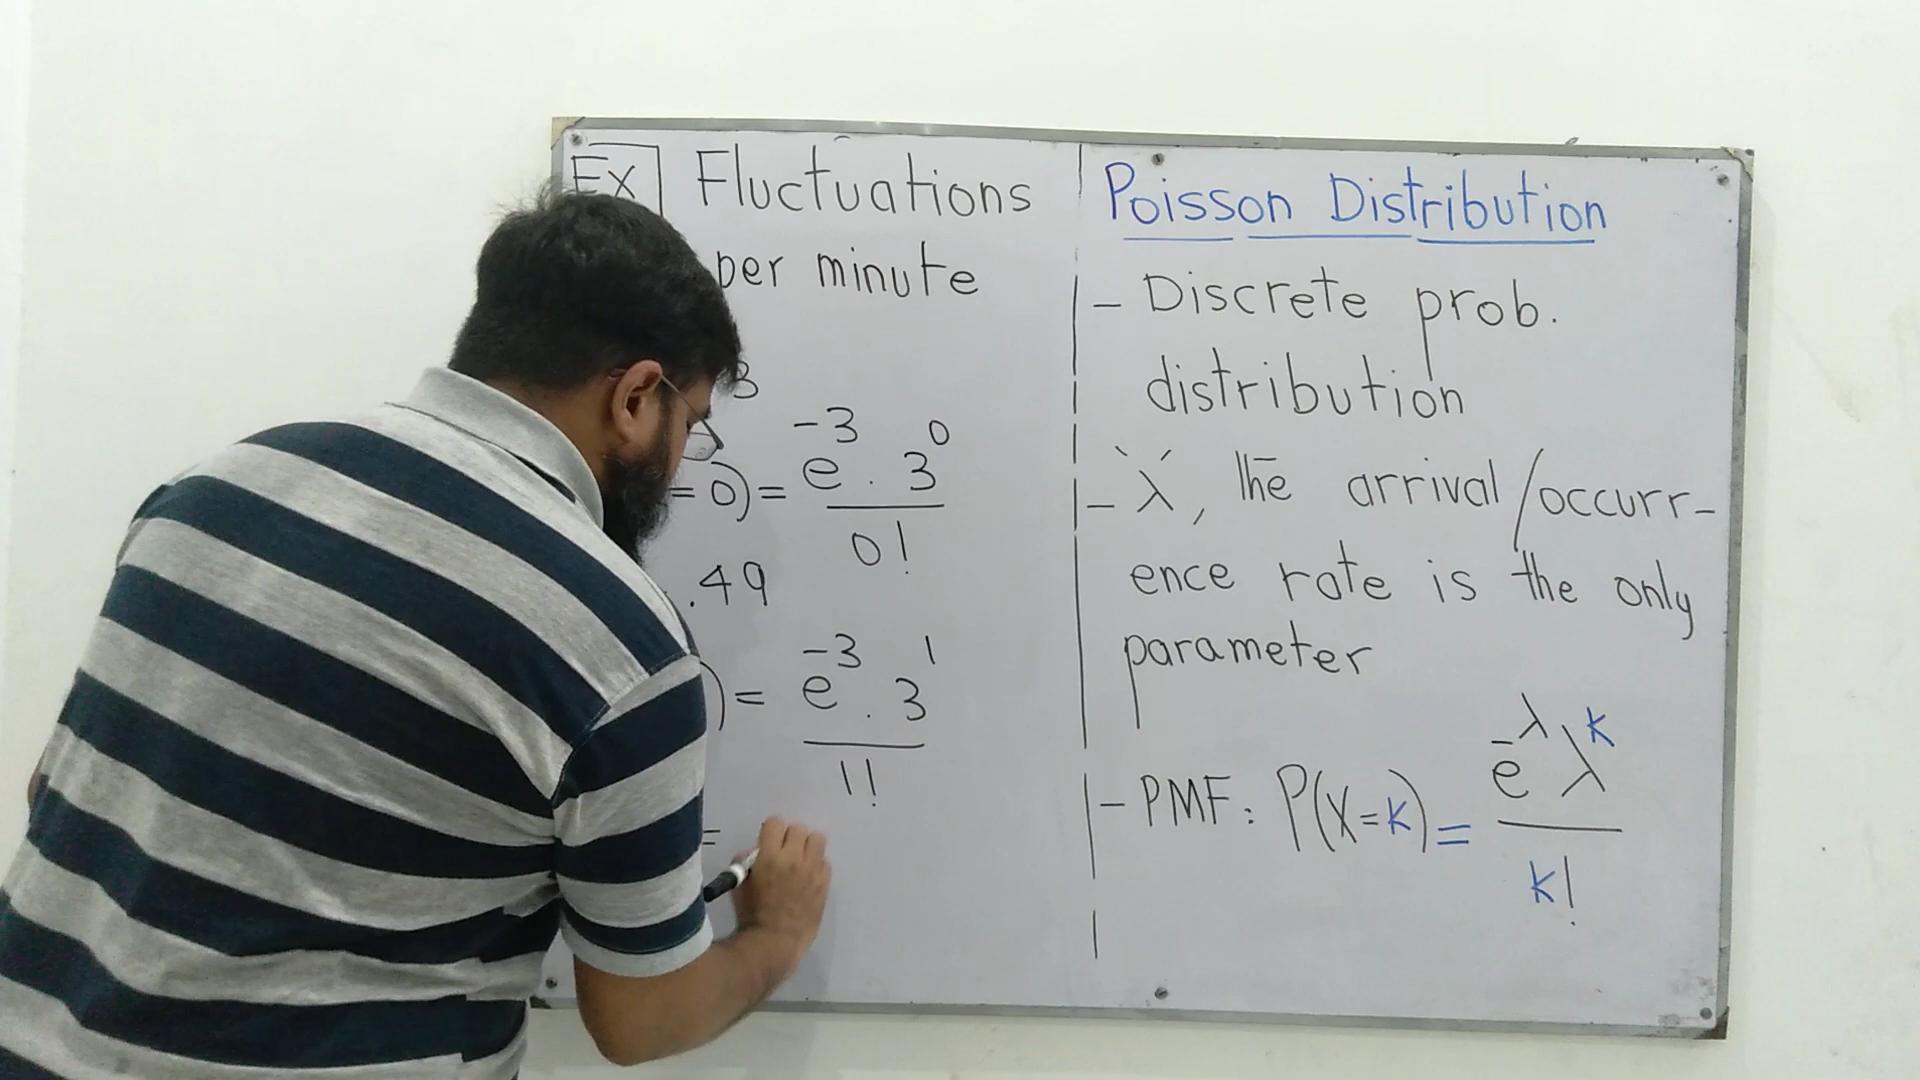 Ex Fluctuations
per minute
3
= 0) = e^-3 . 3^0
0!
.49
) = e^-3 . 3^1
1!
=
Poisson Distribution
- Discrete prob.
distribution
- λ, The arrival/occurr-
ence rate is the only
parameter
- PMF: P(X=k) = e^-λ λ^k
k!